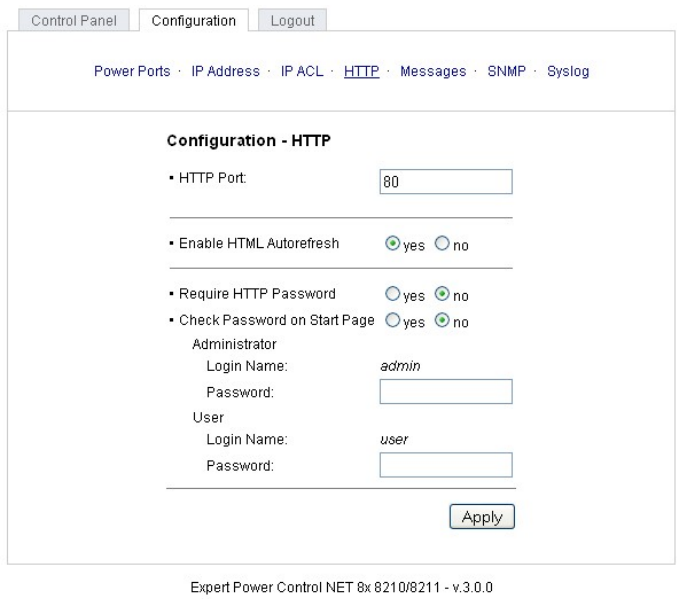 Control Panel Configuration Logout
Power Ports · IP Address · IP ACL · HTTP · Messages · SNMP · Syslog
Configuration - HTTP
▪ HTTP Port: 80
▪ Enable HTML Autorefresh yes no
▪ Require HTTP Password yes no
▪ Check Password on Start Page yes no
Administrator
Login Name: admin
Password:
User
Login Name: user
Password:
Apply
Expert Power Control NET 8x 8210/8211 - v.3.0.0